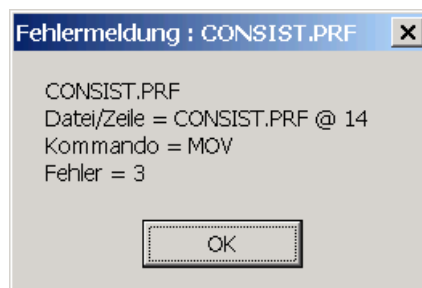 Fehlermeldung : CONSIST.PRF
CONSIST.PRF
Datei/Zeile = CONSIST.PRF @ 14
Kommando = MOV
Fehler = 3
OK